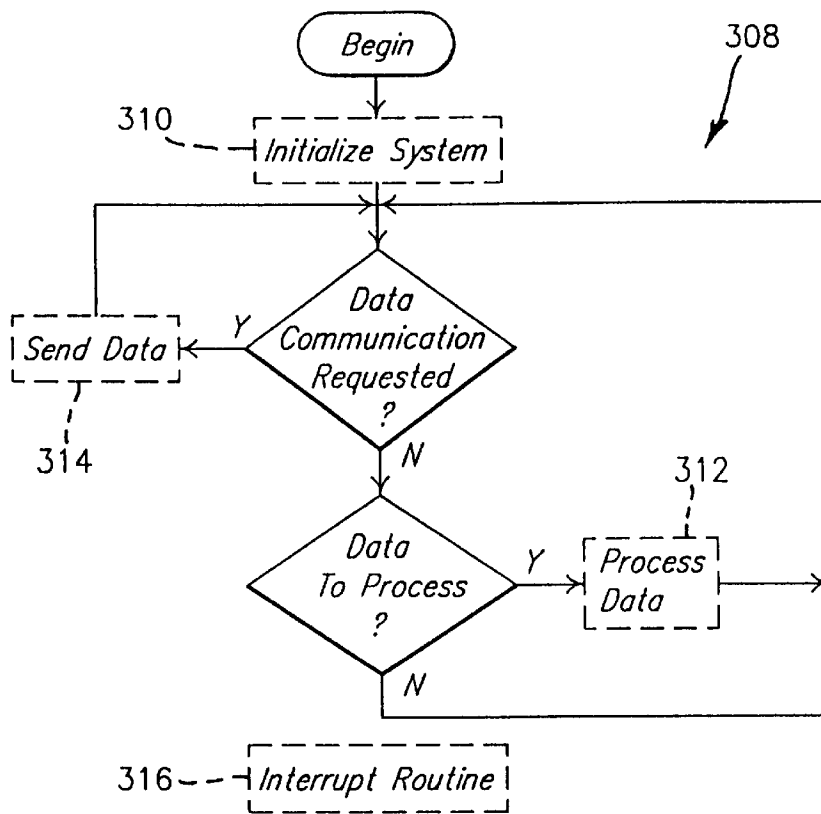 Begin
308
310
Initialize System
Data
Communication
Requested
?
Y
Send Data
314
N
312
Data
To Process
?
Y
Process
Data
N
316
Interrupt Routine